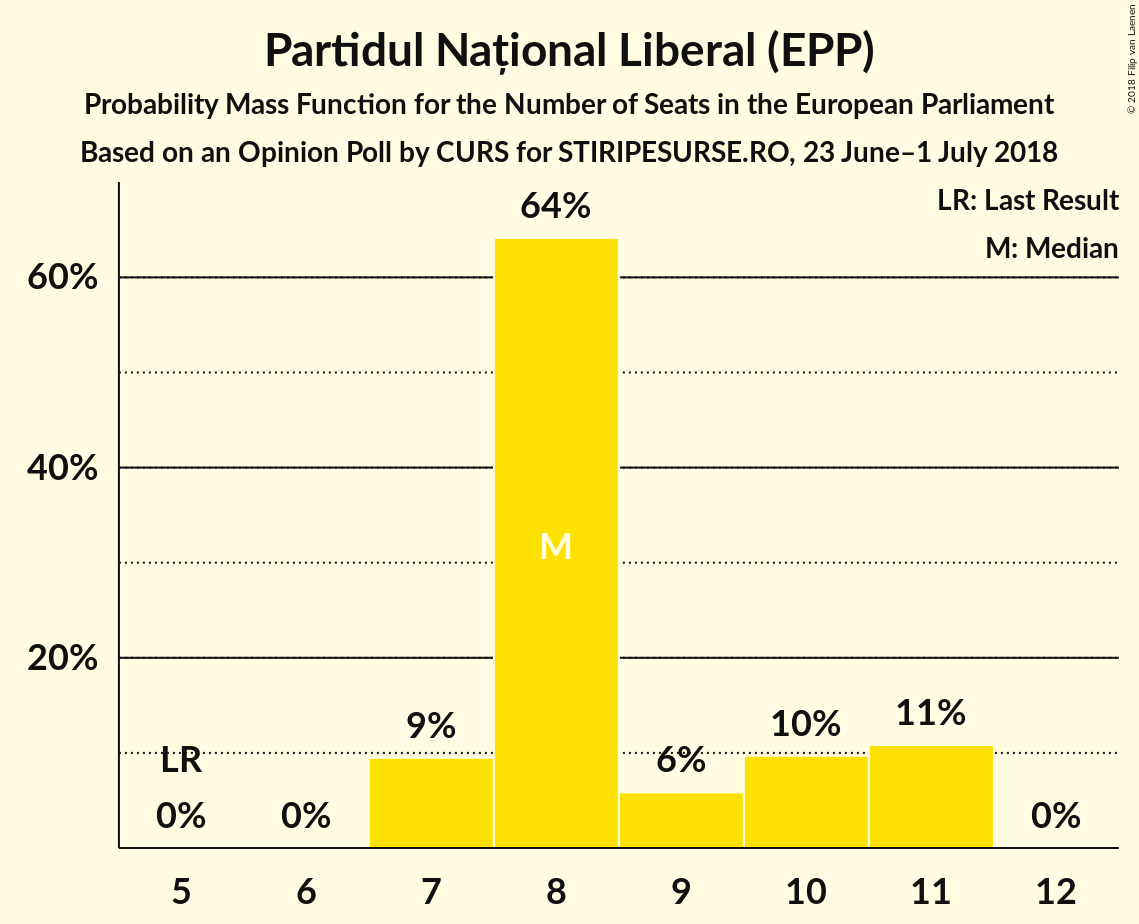 Partidul Național Liberal (EPP)
Probability Mass Function for the Number of Seats in the European Parliament
Based on an Opinion Poll by CURS for STIRIPESURSE.RO, 23 June–1 July 2018
© 2018 Filip van Laenen
LR: Last Result
M: Median
64%
60%
40%
M
20%
9%
10%
11%
LR
6%
0%
0%
0%
5 6 7 8 9 10 11 12